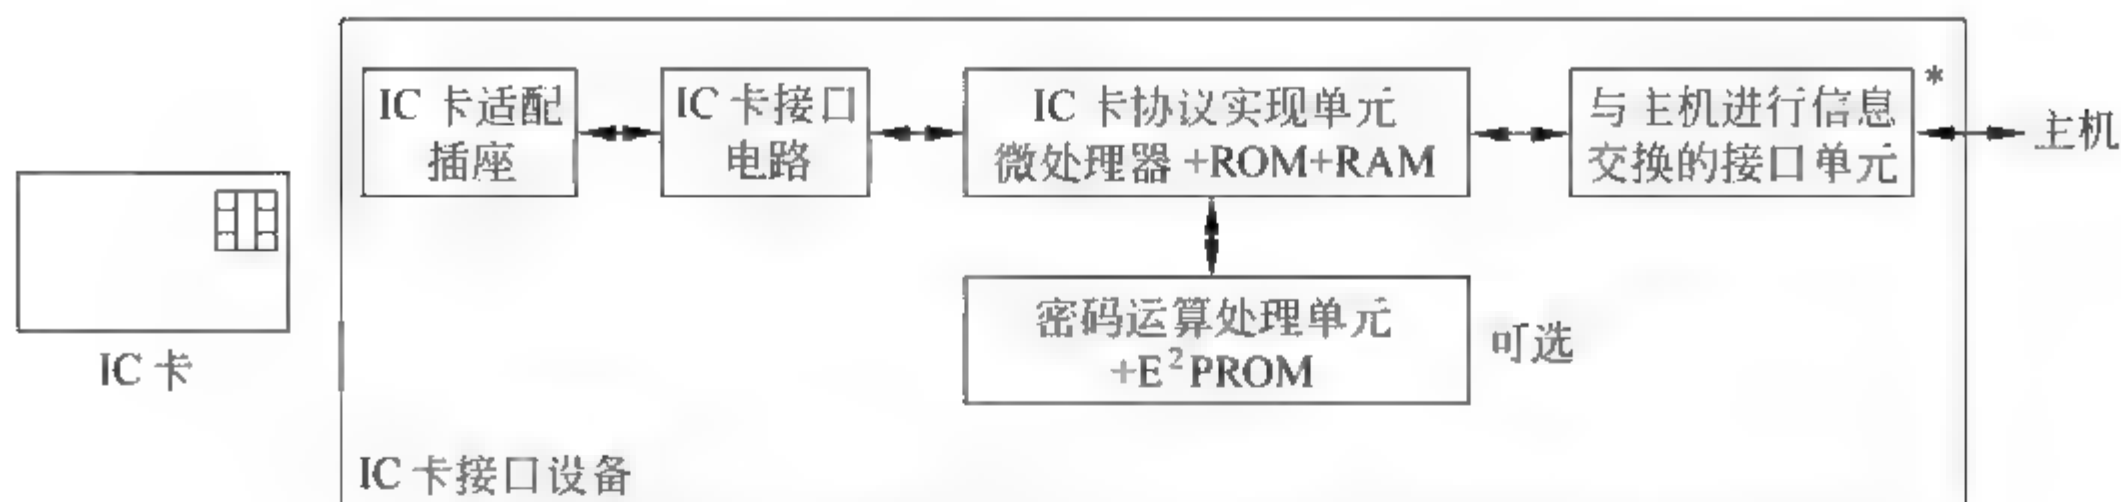 IC 卡适配
插座
IC 卡接口
电路
IC 卡协议实现单元
微处理器+ROM+RAM
与主机进行信息
交换的接口单元
*
主机
密码运算处理单元
+E²PROM
可选
IC 卡
IC 卡接口设备